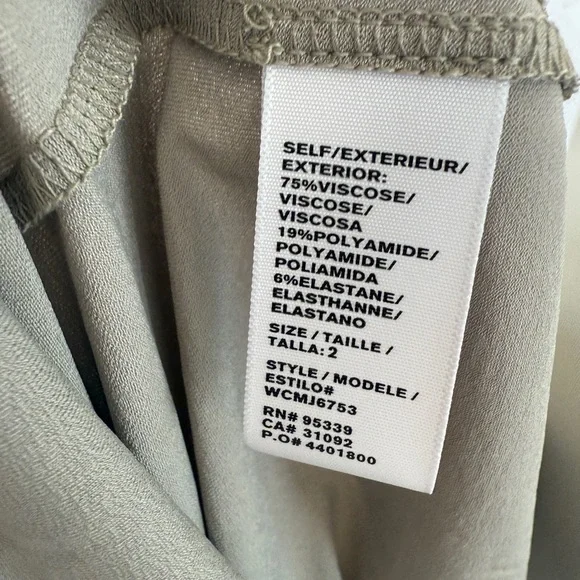 SELF/EXTERIEUR/
EXTERIOR:
75%VISCOSE/
VISCOSE/
VISCOSA
19%POLYAMIDE/
POLYAMIDE/
POLIAMIDA
6%ELASTANE/
ELASTHANNE/
ELASTANO
SIZE / TAILLE /
TALLA: 2
STYLE / MODELE /
ESTILO#
WCMJ6753
RN# 95339
CA# 31092
P.O# 4401800